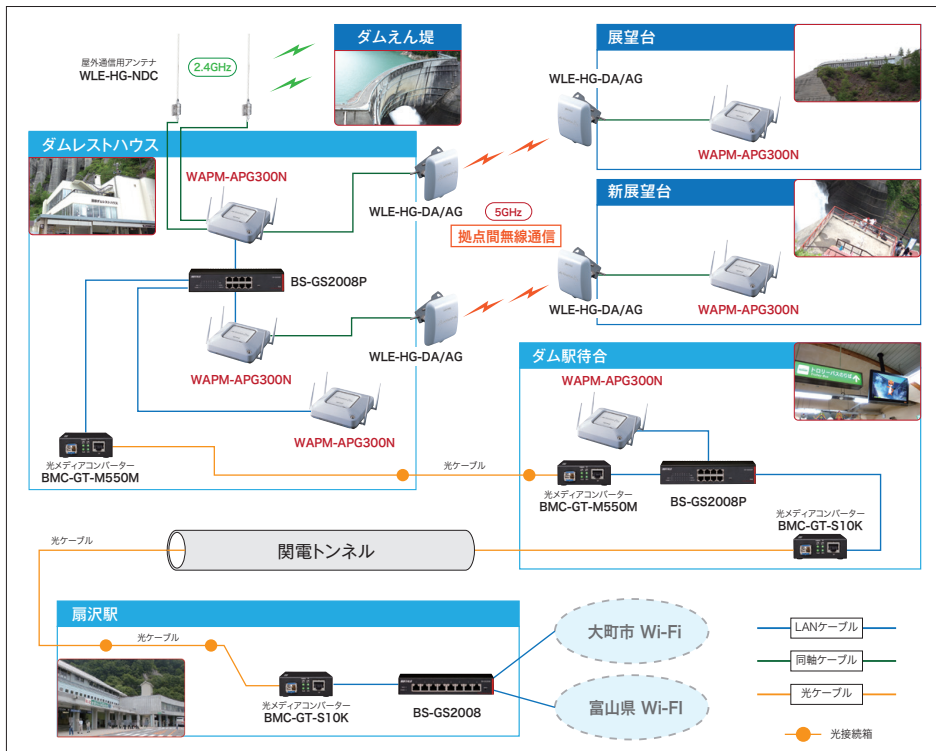 屋外通信用アンテナ
WLE-HG-NDC
2.4GHz
ダムえん堤
展望台
WLE-HG-DA/AG
WAPM-APG300N
ダムレストハウス
WAPM-APG300N
WLE-HG-DA/AG
5GHz
拠点間無線通信
新展望台
WLE-HG-DA/AG
WAPM-APG300N
BS-GS2008P
WAPM-APG300N
WLE-HG-DA/AG
WAPM-APG300N
光メディアコンバーター
BMC-GT-M550M
光ケーブル
ダム駅待合
WAPM-APG300N
トロリーバスのりば
光メディアコンバーター
BMC-GT-M550M
BS-GS2008P
光メディアコンバーター
BMC-GT-S10K
光ケーブル
関電トンネル
扇沢駅
光ケーブル
光メディアコンバーター
BMC-GT-S10K
BS-GS2008
大町市 Wi-Fi
富山県 Wi-FI
LANケーブル
同軸ケーブル
光ケーブル
光接続箱